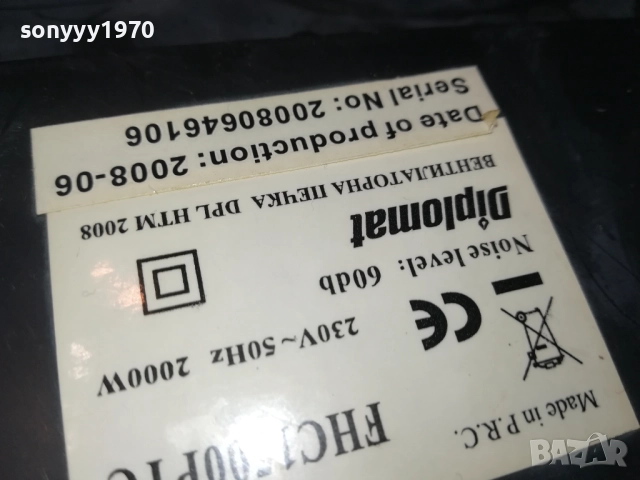 sonyyy1970
Made in P.R.C.
230V~50Hz 2000W
Noise level: 60db
Diplomat
ВЕНТИЛАТОРНА ПЕЧКА DPL HTM 2008
Date of production: 2008-06
Serial No: 20080646106
BAZAR